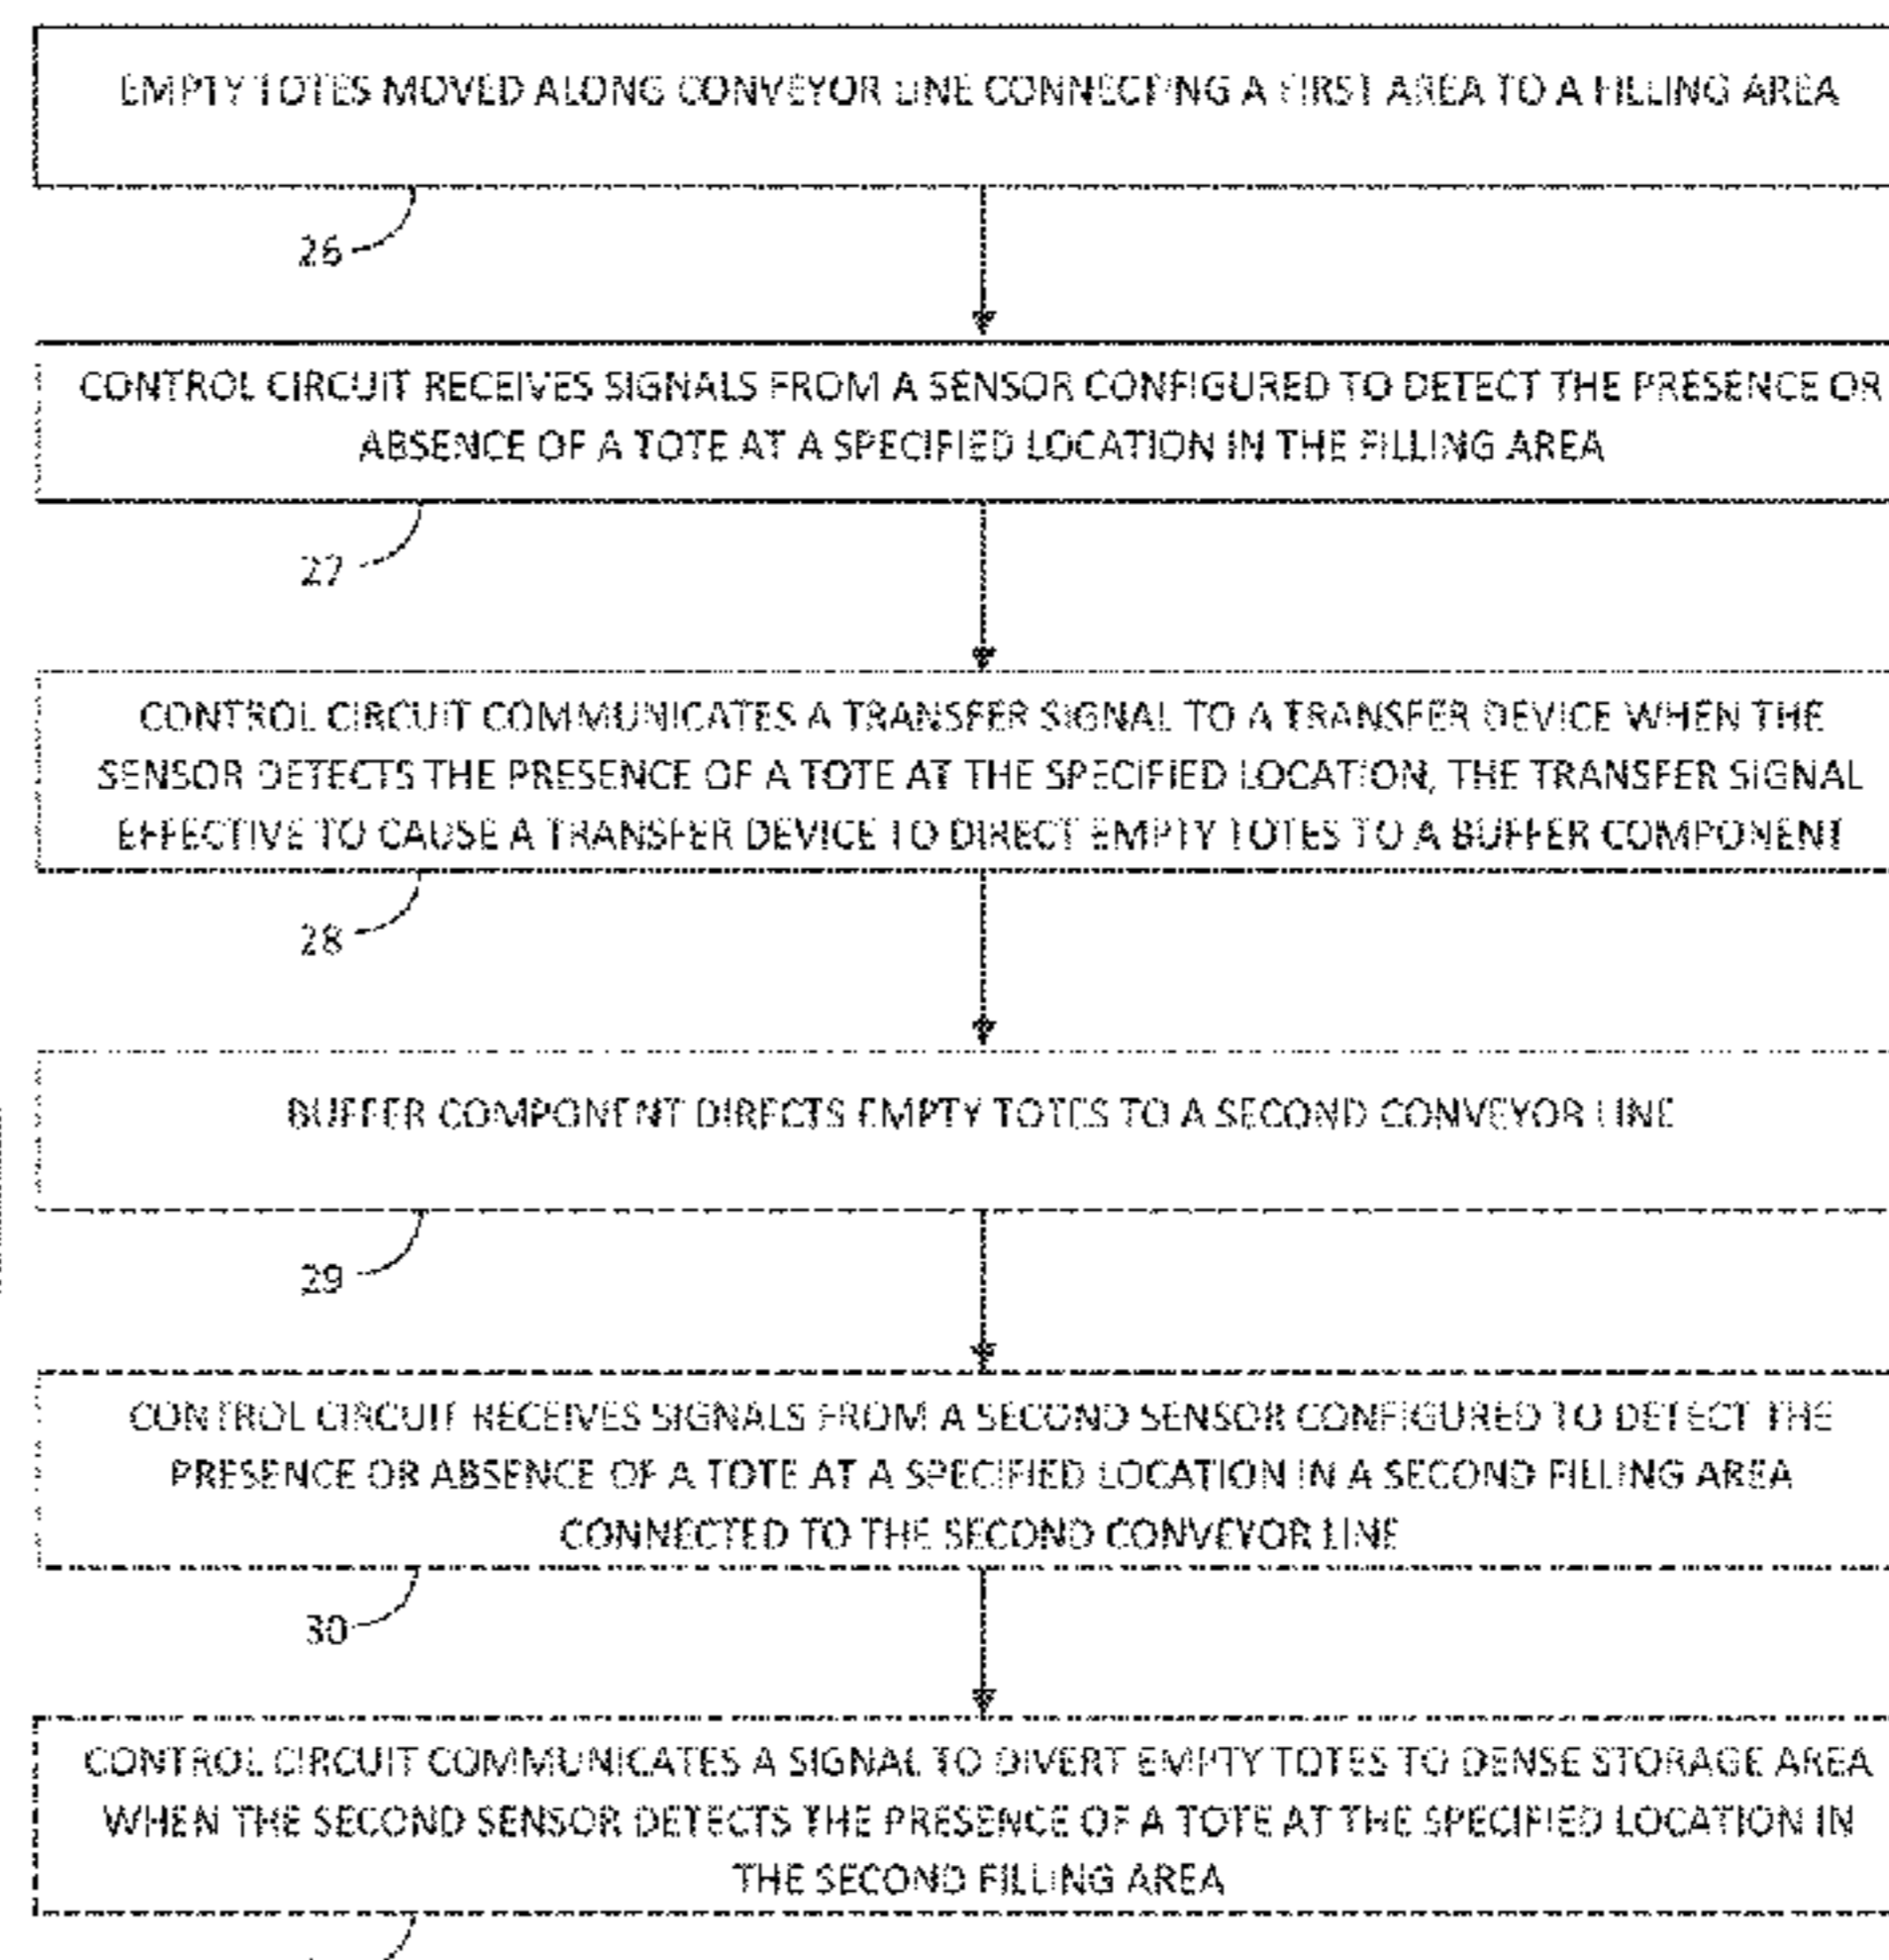 EMPTY TOTES MOVED ALONG CONVEYOR LINE CONNECTING A FIRST AREA TO A FILLING AREA
26
CONTROL CIRCUIT RECEIVES SIGNALS FROM A SENSOR CONFIGURED TO DETECT THE PRESENCE OR
ABSENCE OF A TOTE AT A SPECIFIED LOCATION IN THE FILLING AREA
27
CONTROL CIRCUIT COMMUNICATES A TRANSFER SIGNAL TO A TRANSFER DEVICE WHEN THE
SENSOR DETECTS THE PRESENCE OF A TOTE AT THE SPECIFIED LOCATION, THE TRANSFER SIGNAL
EFFECTIVE TO CAUSE A TRANSFER DEVICE TO DIRECT EMPTY TOTES TO A BUFFER COMPONENT
28
BUFFER COMPONENT DIRECTS EMPTY TOTES TO A SECOND CONVEYOR LINE
29
CONTROL CIRCUIT RECEIVES SIGNALS FROM A SECOND SENSOR CONFIGURED TO DETECT THE
PRESENCE OR ABSENCE OF A TOTE AT A SPECIFIED LOCATION IN A SECOND FILLING AREA
CONNECTED TO THE SECOND CONVEYOR LINE
30
CONTROL CIRCUIT COMMUNICATES A SIGNAL TO DIVERT EMPTY TOTES TO DENSE STORAGE AREA
WHEN THE SECOND SENSOR DETECTS THE PRESENCE OF A TOTE AT THE SPECIFIED LOCATION IN
THE SECOND FILLING AREA